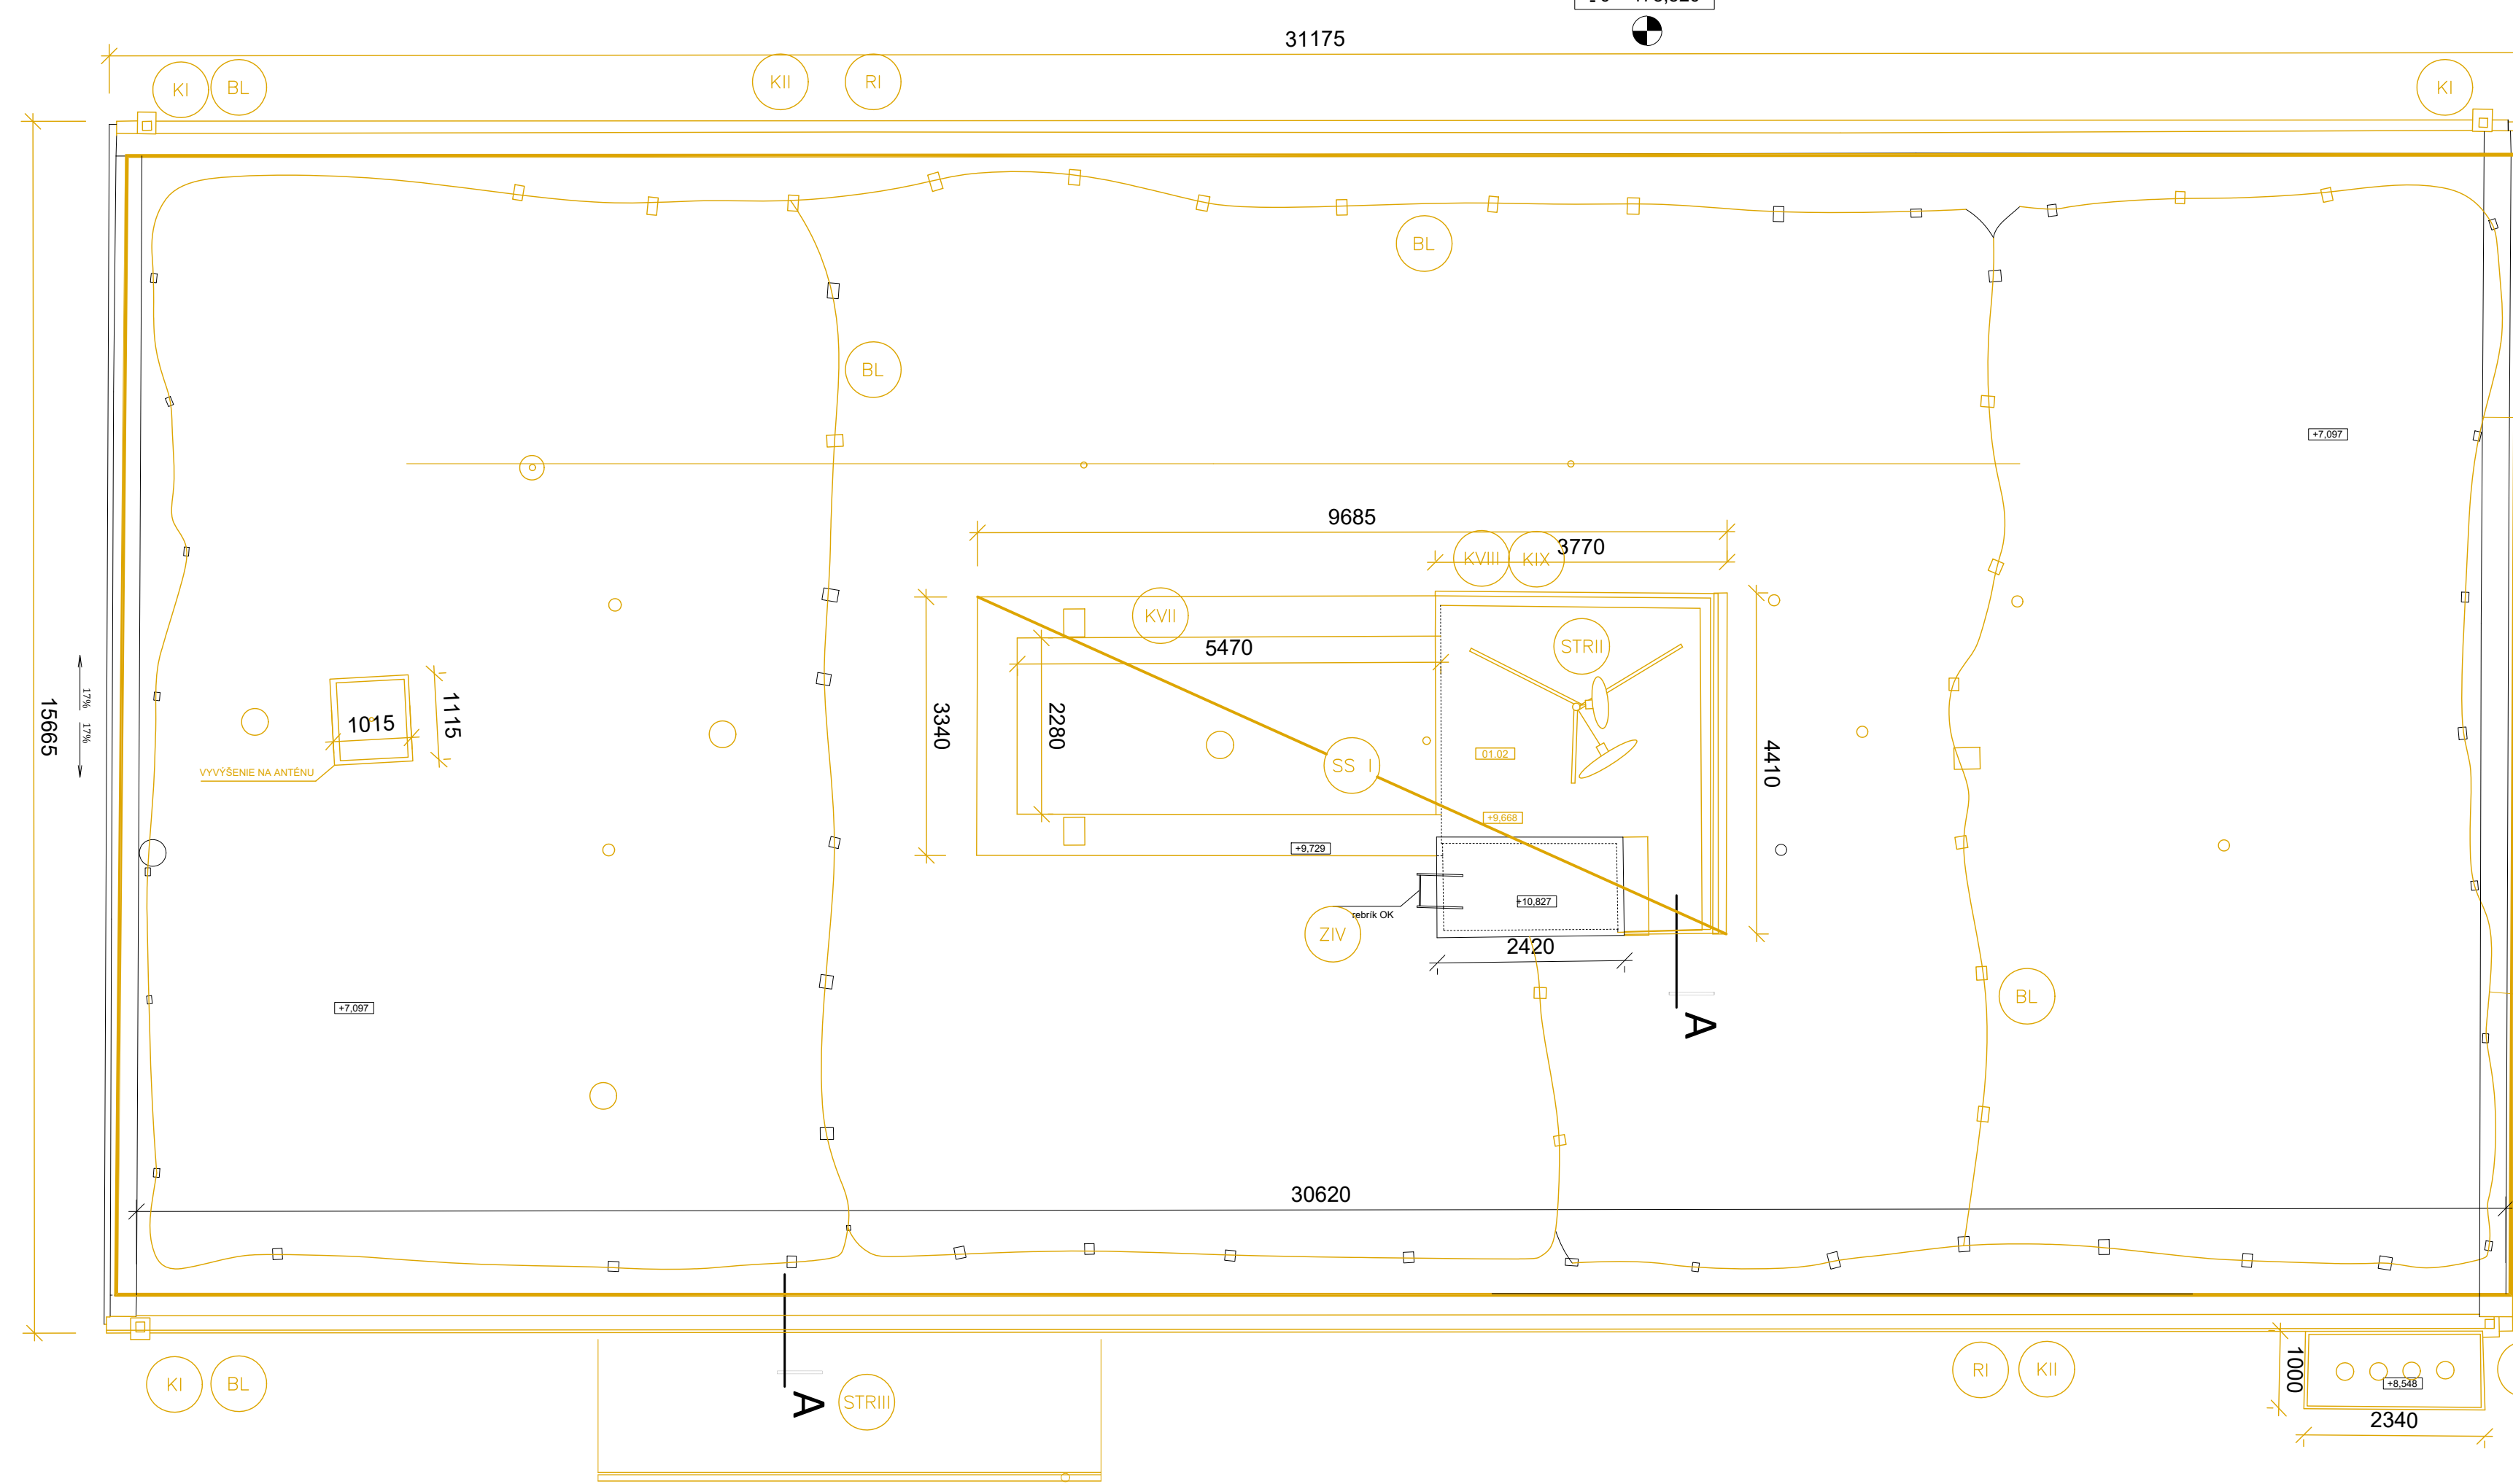 31175
KI
BL
KII
RI
KI
BL
BL
+7,097
9685
KVIII
KIX
3770
KVII
STRII
5470
15665
17%
17%
1015
1115
VYVÝŠENIE NA ANTÉNU
3340
2280
SS I
01.02
4410
+9,668
+9,729
+10,827
rebrík OK
ZIV
2420
BL
+7,097
A
30620
KI
BL
A
STRIII
RI
KII
1000
+8,548
2340